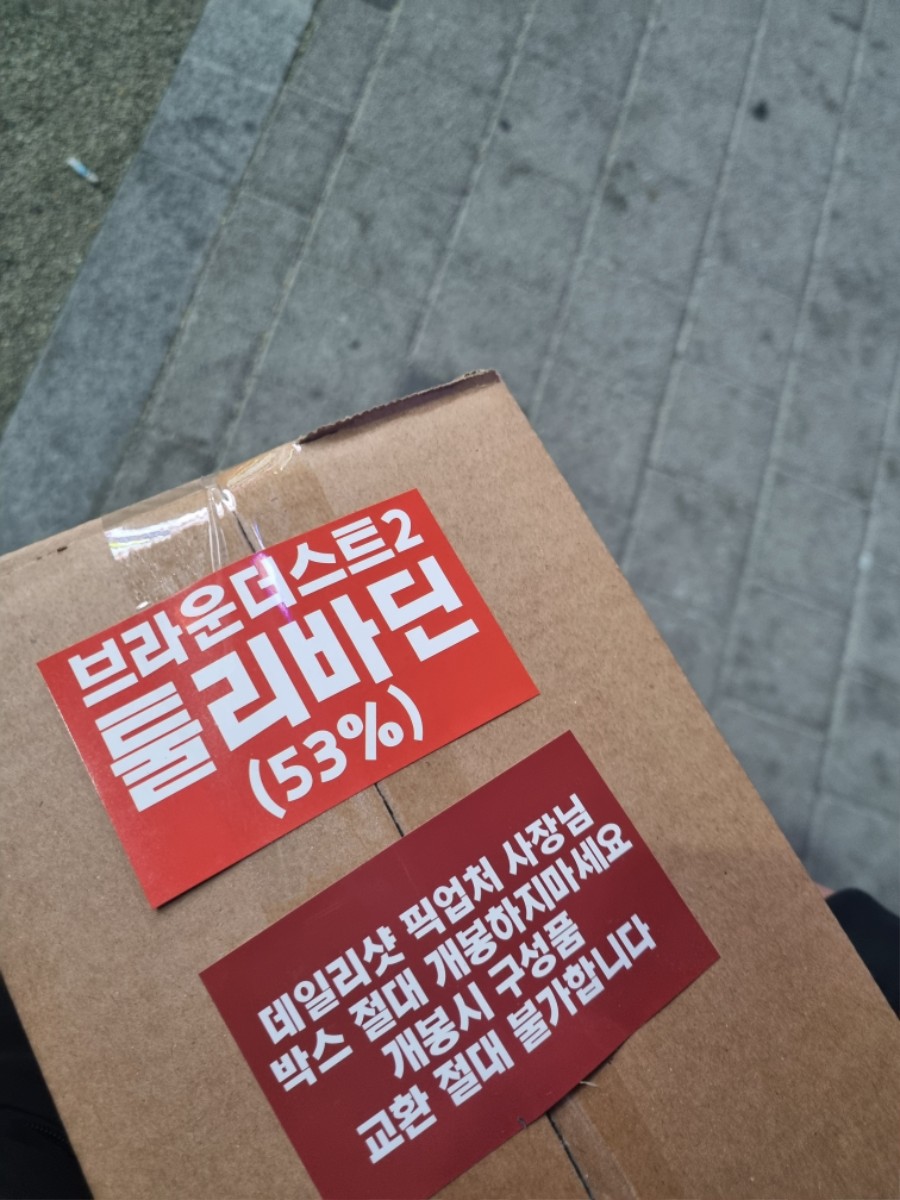 브라운더스트2
툴리바딘
(53%)
데일리샷 픽업처 사장님
박스 절대 개봉하지마세요
개봉시 구성품
교환 절대 불가합니다